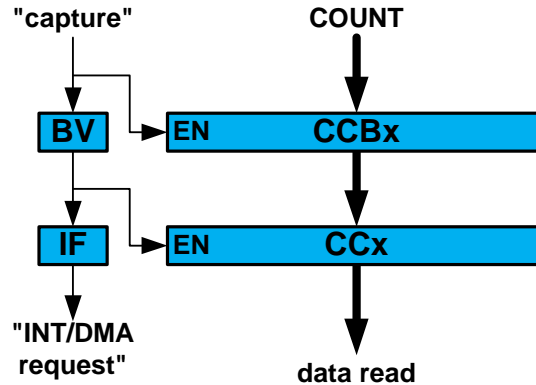 "capture"
COUNT
BV
EN
CCBx
IF
EN
CCx
"INT/DMA
request"
data read